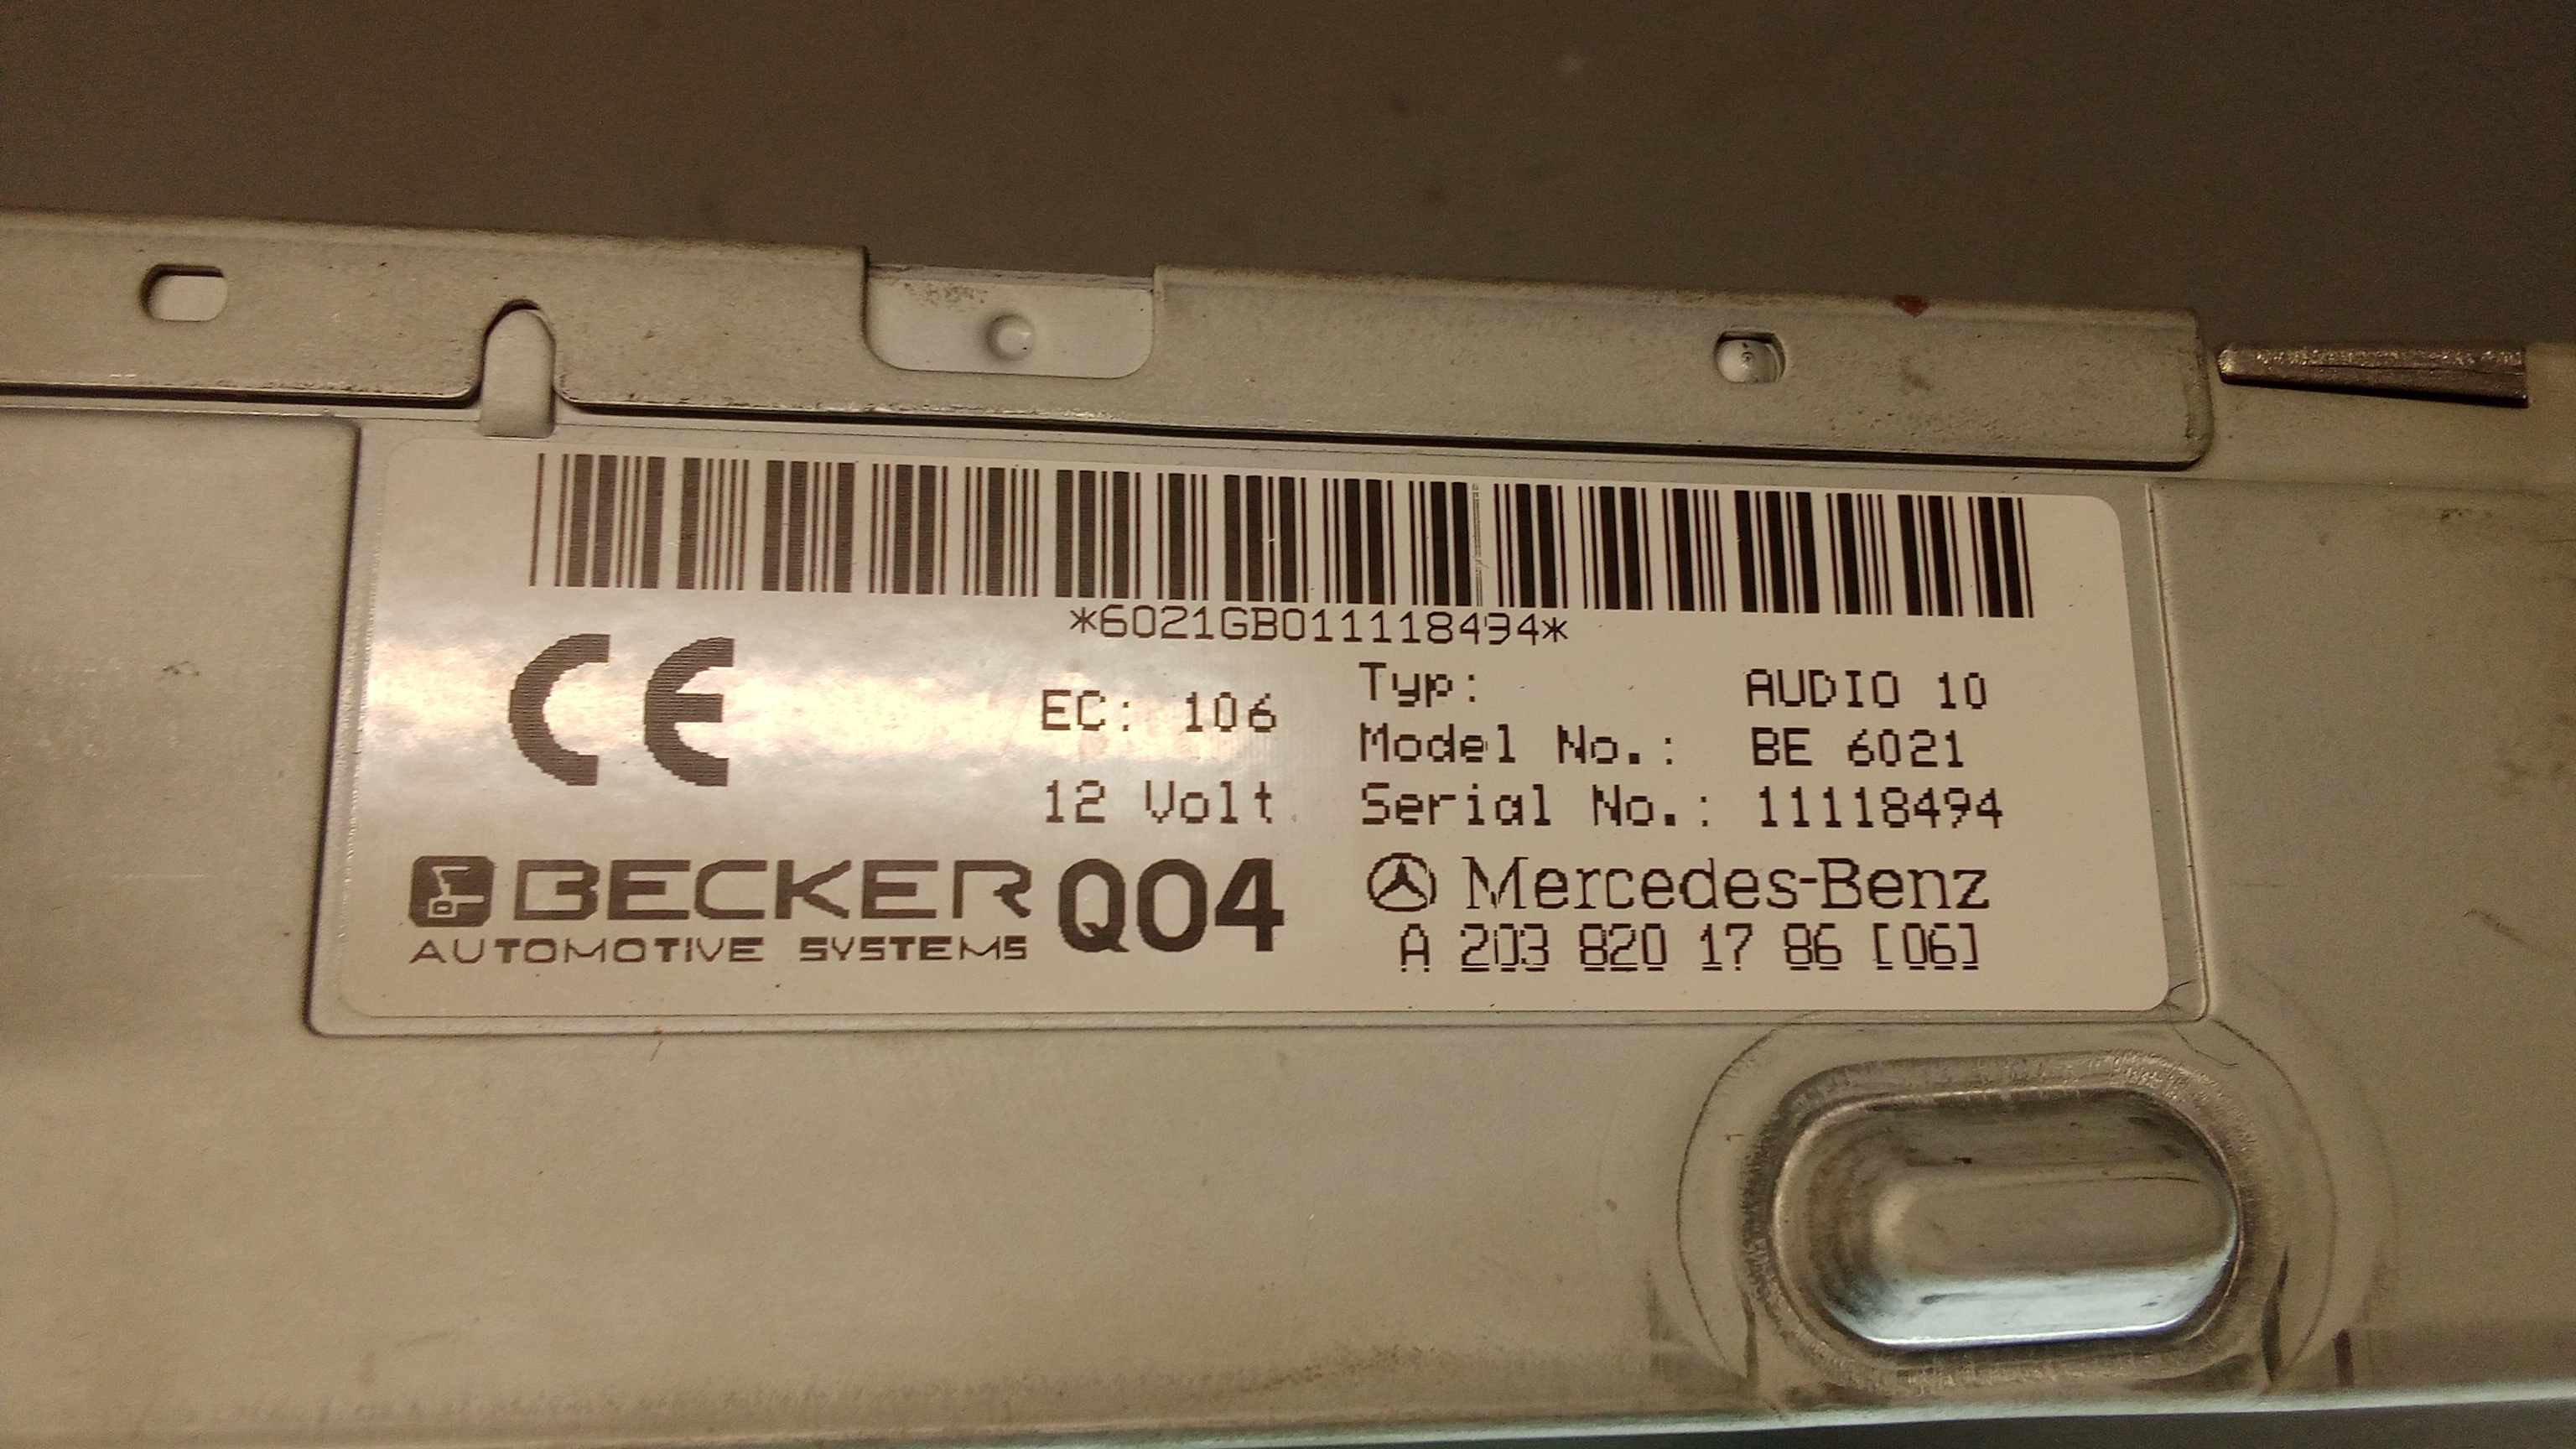 *6021GB011118494*
CE
EC: 106
12 Volt
Typ: AUDIO 10
Model No.: BE 6021
Serial No.: 11118494
BECKER Q04
AUTOMOTIVE SYSTEMS
Mercedes-Benz
A 203 820 17 86 [06]